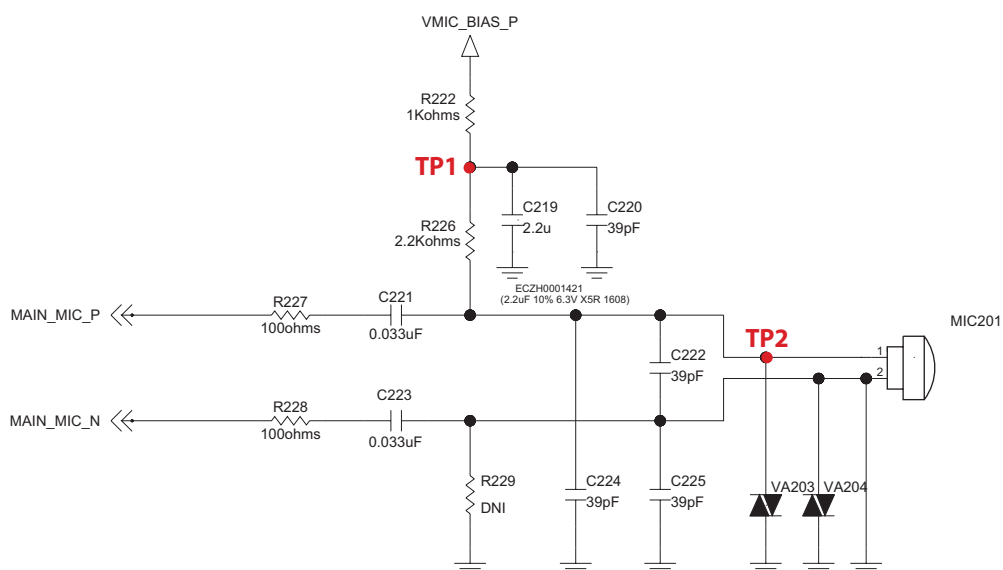 VMIC_BIAS_P
R222
1Kohms
TP1
C219
2.2u
C220
39pF
R226
2.2Kohms
ECZH0001421
(2.2uF 10% 6.3V X5R 1608)
MAIN_MIC_P
R227
100ohms
C221
0.033uF
MIC201
TP2
1
2
C222
39pF
MAIN_MIC_N
R228
100ohms
C223
0.033uF
R229
DNI
C224
39pF
C225
39pF
VA203
VA204